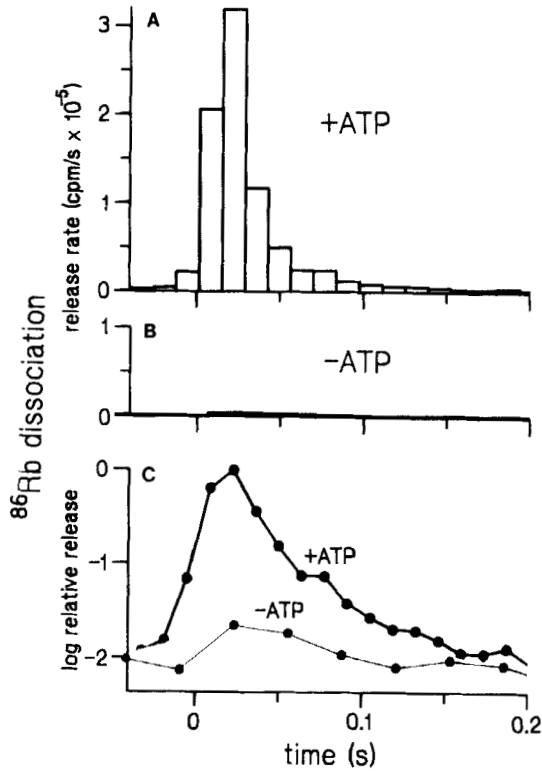 ⁸⁶Rb dissociation
A
release rate (cpm/s x 10⁻⁵)
3
2
1
0
+ATP
B
1
0
−ATP
C
log relative release
0
−1
−2
+ATP
−ATP
0
0.1
0.2
time (s)